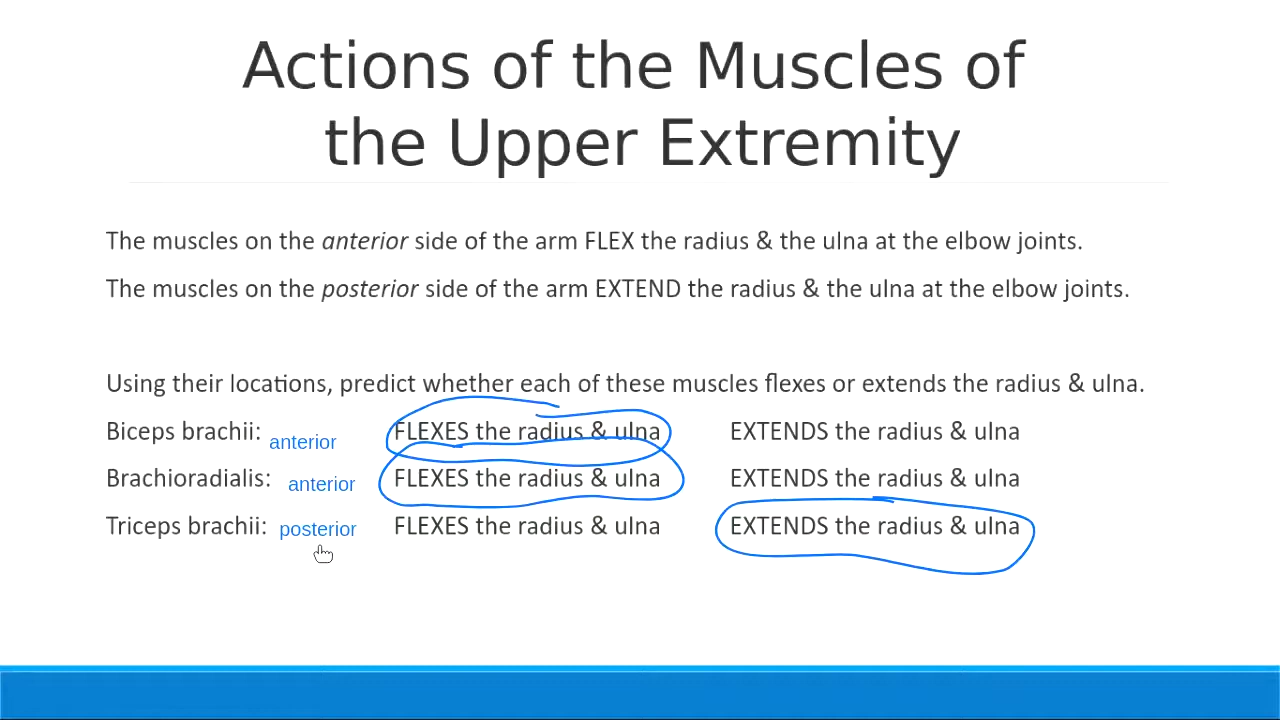 Actions of the Muscles of
the Upper Extremity
The muscles on the anterior side of the arm FLEX the radius & the ulna at the elbow joints.
The muscles on the posterior side of the arm EXTEND the radius & the ulna at the elbow joints.
Using their locations, predict whether each of these muscles flexes or extends the radius & ulna.
Biceps brachii: anterior FLEXES the radius & ulna EXTENDS the radius & ulna
Brachioradialis: anterior FLEXES the radius & ulna EXTENDS the radius & ulna
Triceps brachii: posterior FLEXES the radius & ulna EXTENDS the radius & ulna